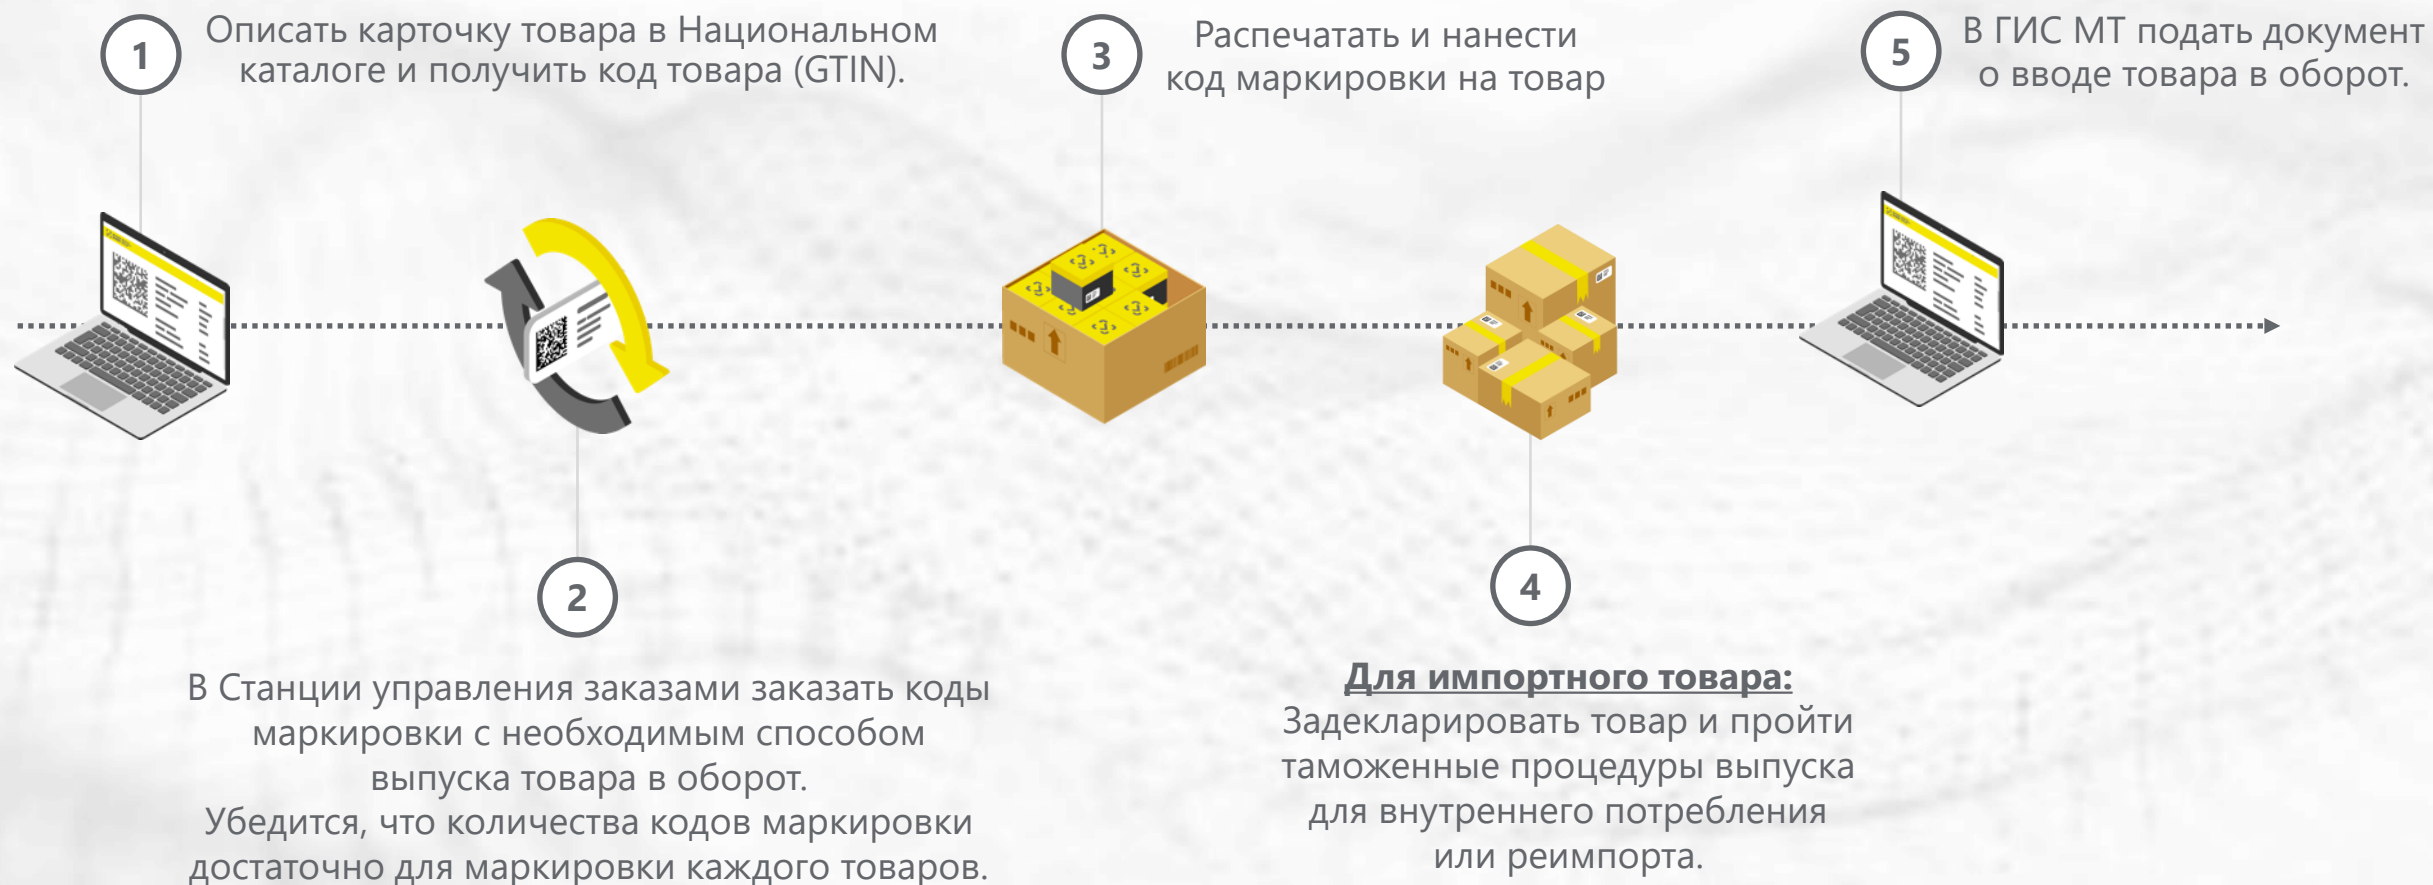 1
Описать карточку товара в Национальном
каталоге и получить код товара (GTIN).
2
В Станции управления заказами заказать коды
маркировки с необходимым способом
выпуска товара в оборот.
Убедится, что количества кодов маркировки
достаточно для маркировки каждого товаров.
3
Распечатать и нанести
код маркировки на товар
4
Для импортного товара:
Задекларировать товар и пройти
таможенные процедуры выпуска
для внутреннего потребления
или реимпорта.
5
В ГИС МТ подать документ
о вводе товара в оборот.